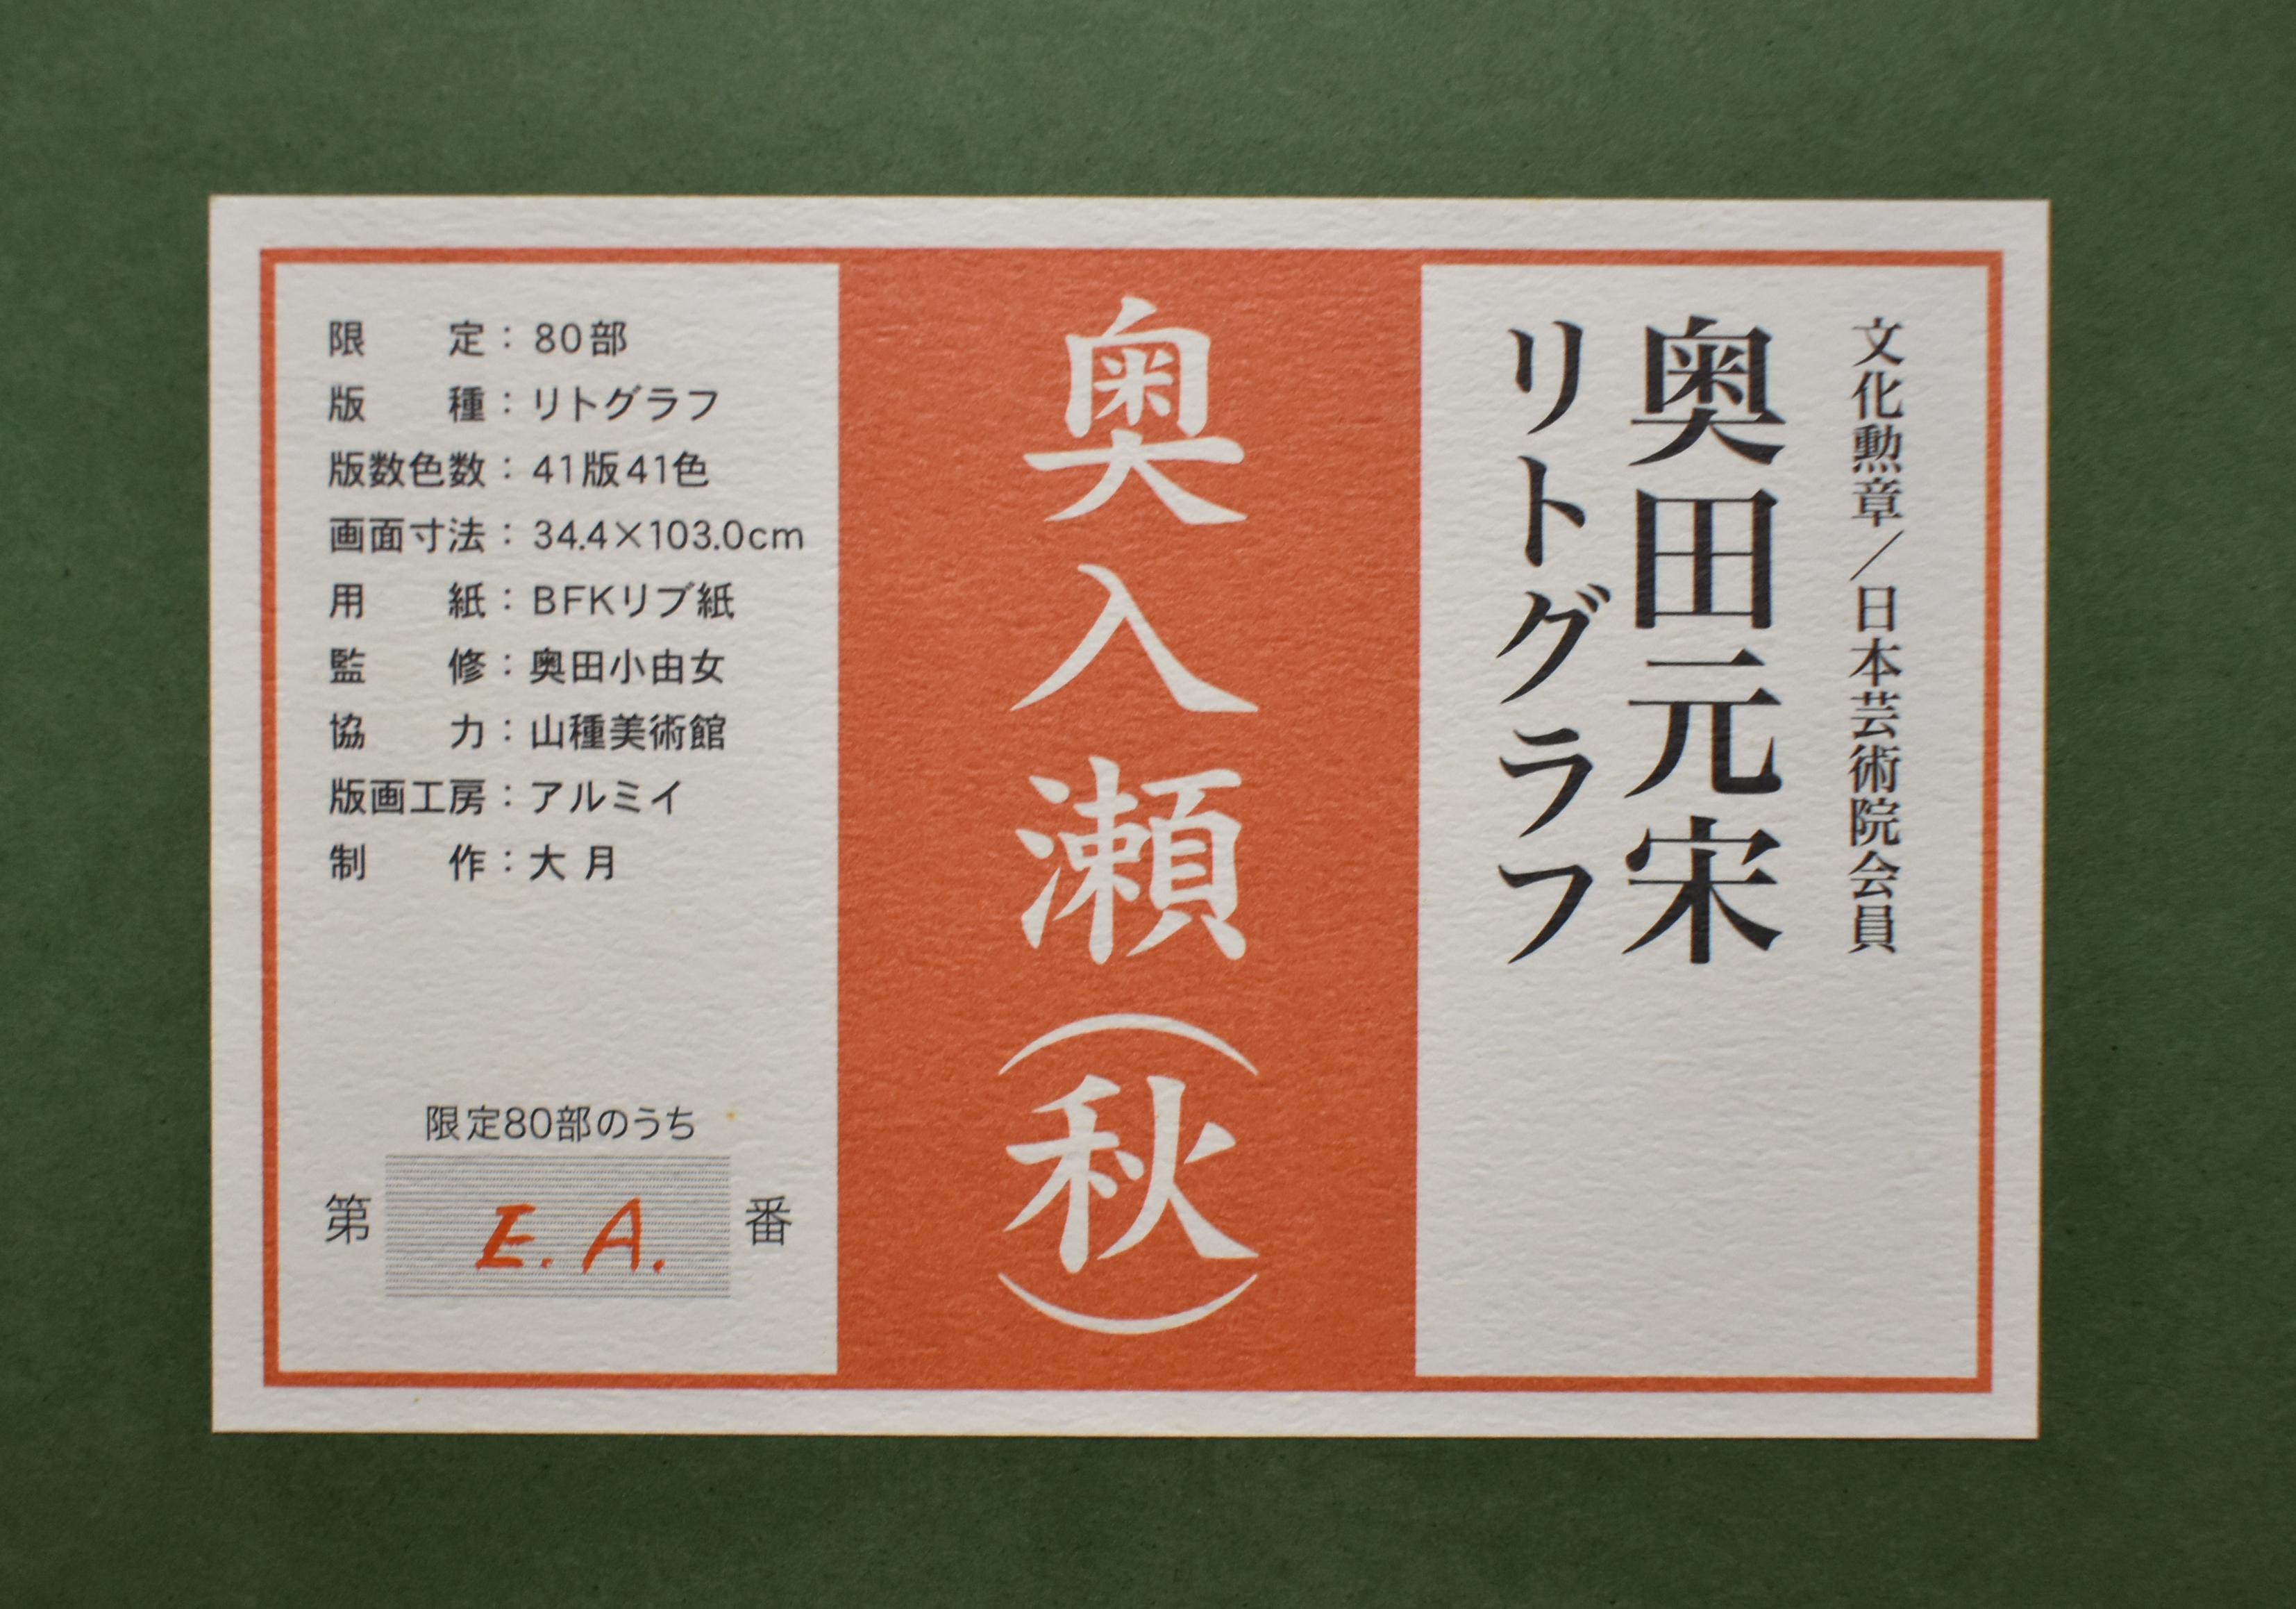 文化勲章／日本芸術院会員
奥田元宋
リトグラフ
奥入瀬（秋）
限　　定：80部
版　　種：リトグラフ
版数色数：41版41色
画面寸法：34.4×103.0cm
用　　紙：BFKリブ紙
監　　修：奥田小由女
協　　力：山種美術館
版画工房：アルミイ
制　　作：大 月
限定80部のうち
第 E.A. 番